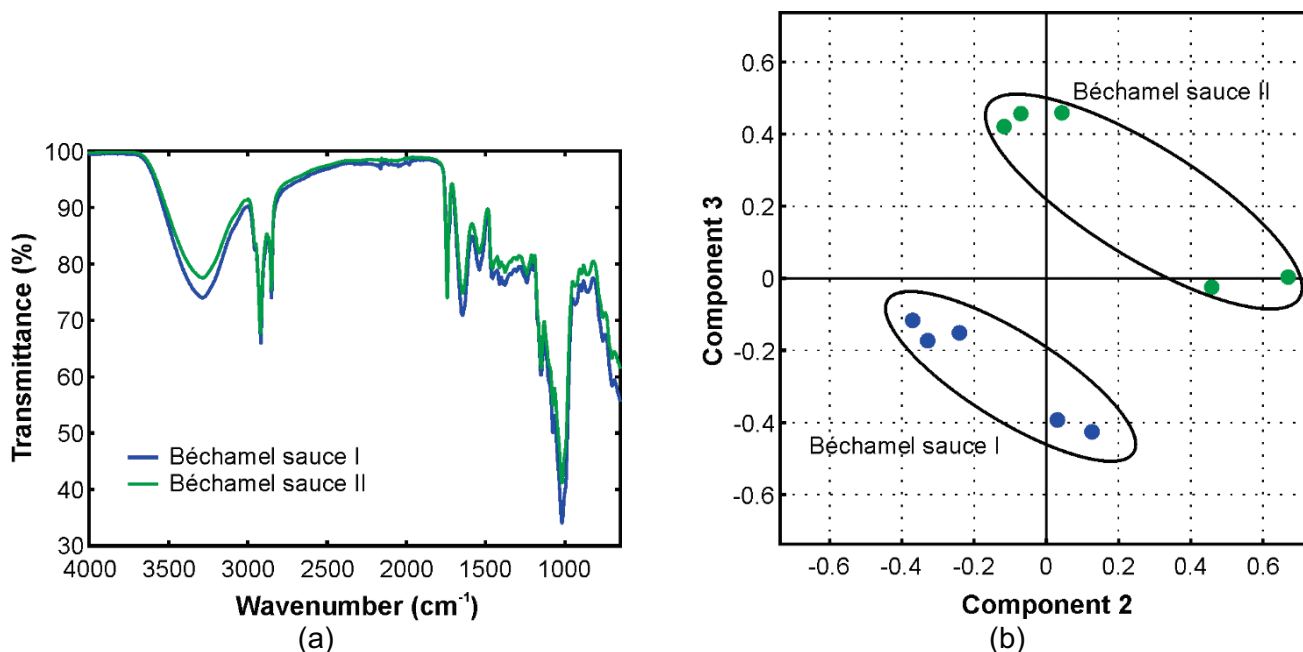 100
90
80
70
60
50
40
30
Transmittance (%)
Béchamel sauce I
Béchamel sauce II
4000 3500 3000 2500 2000 1500 1000
Wavenumber (cm⁻¹)
(a)
0.6
0.4
0.2
0
-0.2
-0.4
-0.6
Component 3
Béchamel sauce II
Béchamel sauce I
-0.6 -0.4 -0.2 0 0.2 0.4 0.6
Component 2
(b)